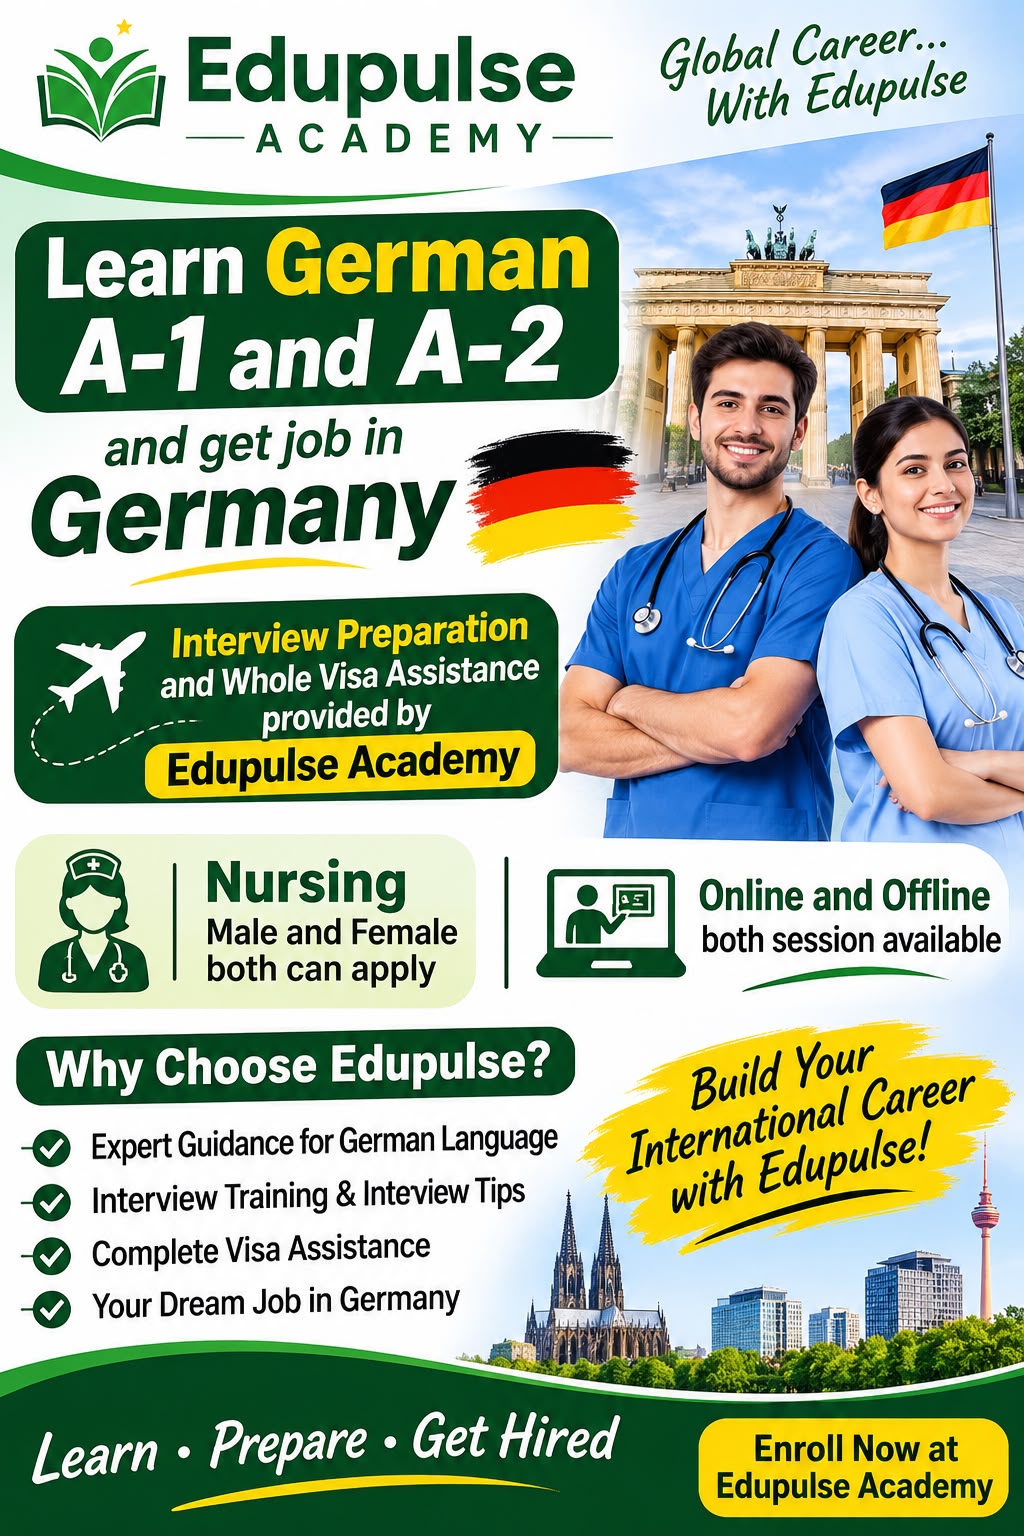 Edupulse
ACADEMY
Global Career...
With Edupulse
Learn German
A-1 and A-2
and get job in
Germany
Interview Preparation
and Whole Visa Assistance
provided by
Edupulse Academy
Nursing
Male and Female
both can apply
Online and Offline
both session available
Why Choose Edupulse?
Expert Guidance for German Language
Interview Training & Inteview Tips
Complete Visa Assistance
Your Dream Job in Germany
Build Your
International Career
with Edupulse!
Learn • Prepare • Get Hired
Enroll Now at
Edupulse Academy